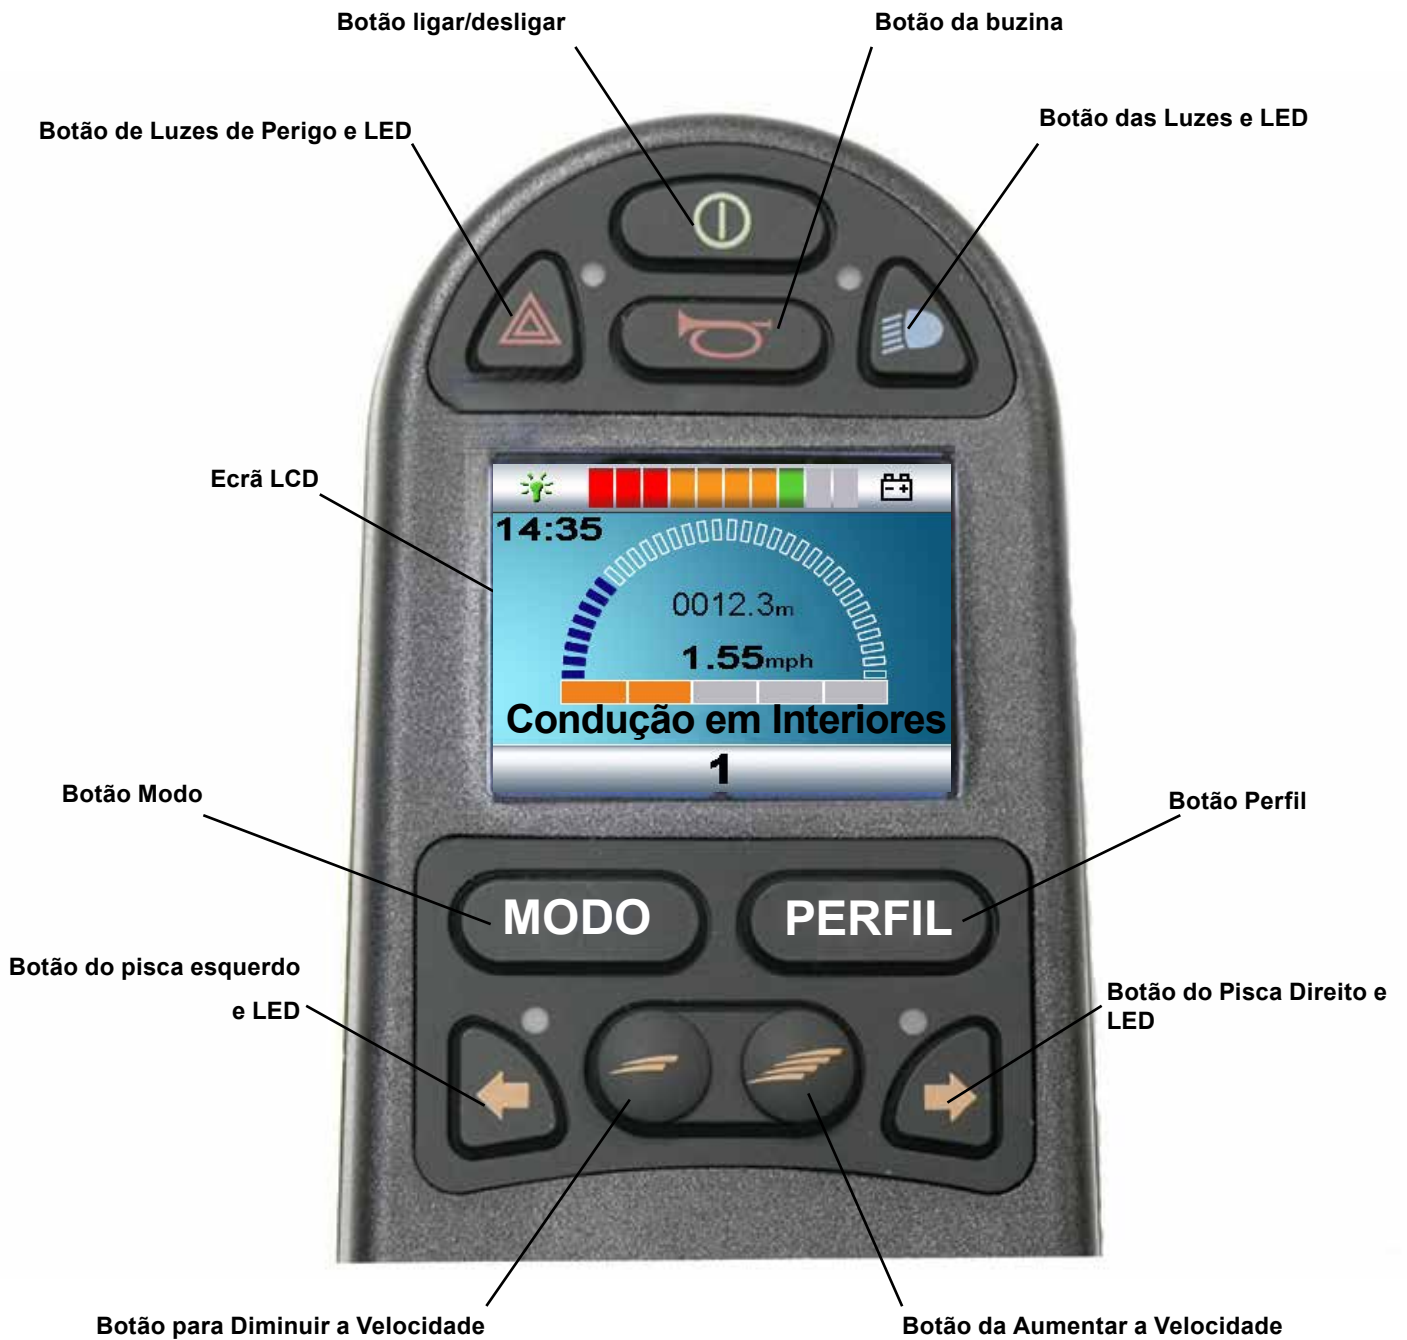 Botão ligar/desligar
Botão da buzina
Botão das Luzes e LED
Botão de Luzes de Perigo e LED
Ecrã LCD
14:35
0012.3m
1.55mph
Condução em Interiores
1
Botão Modo
Botão Perfil
MODO
PERFIL
Botão do pisca esquerdo
e LED
Botão do Pisca Direito e
LED
Botão para Diminuir a Velocidade
Botão da Aumentar a Velocidade